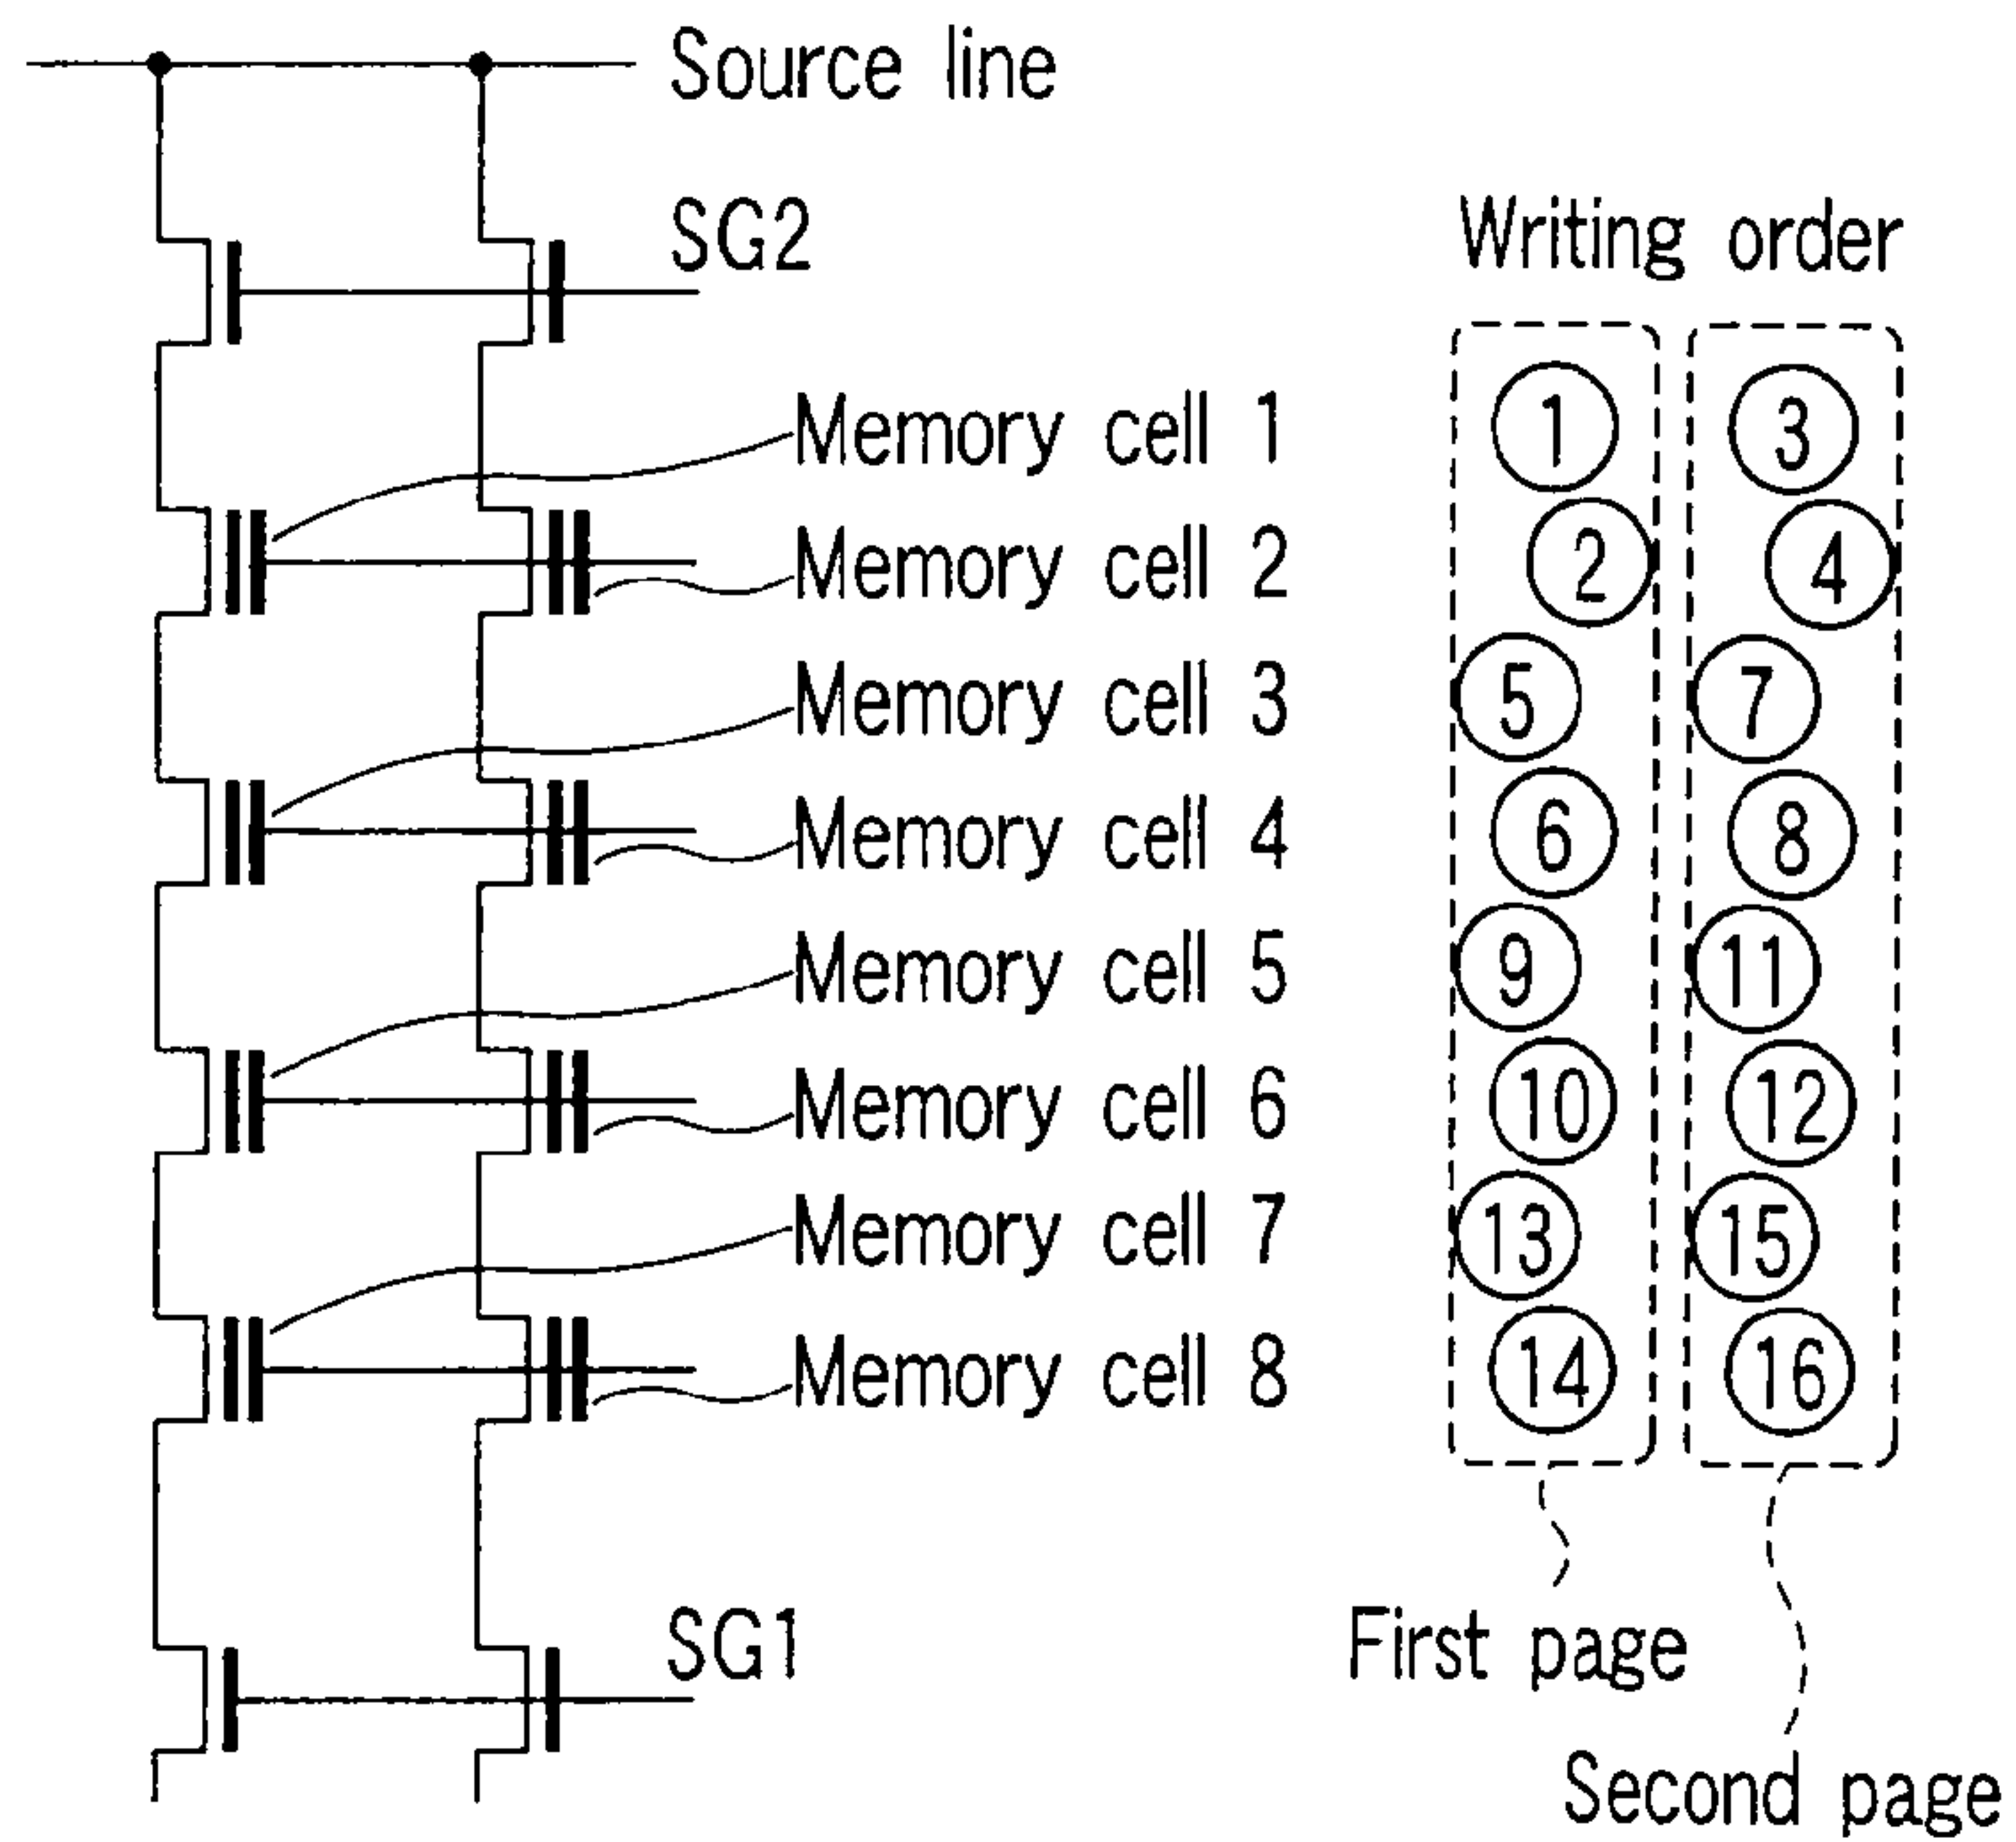 Source line
SG2
Writing order
Memory cell 1 ① ③
Memory cell 2 ② ④
Memory cell 3 ⑤ ⑦
Memory cell 4 ⑥ ⑧
Memory cell 5 ⑨ ⑪
Memory cell 6 ⑩ ⑫
Memory cell 7 ⑬ ⑮
Memory cell 8 ⑭ ⑯
SG1
First page
Second page